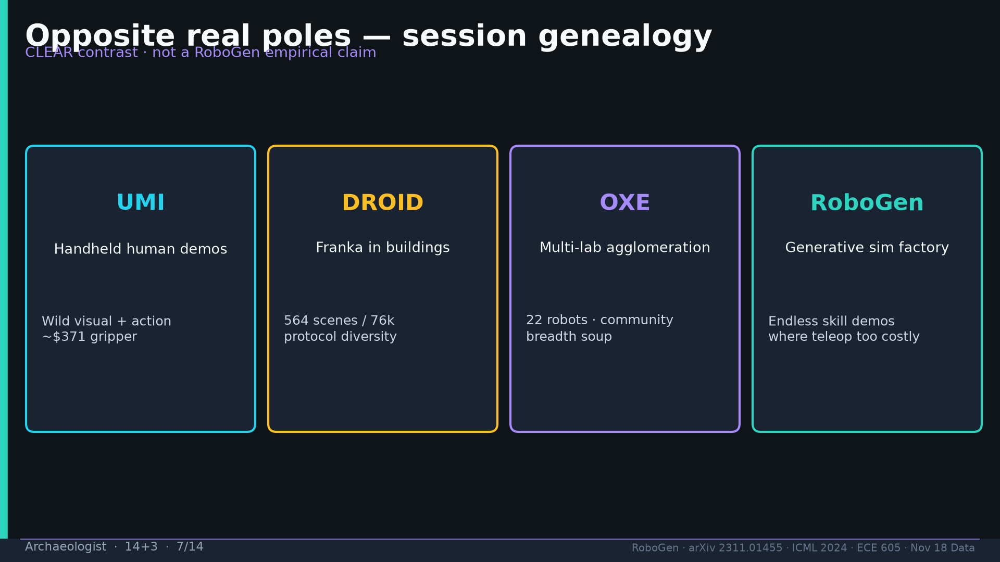 Opposite real poles — session genealogy
CLEAR contrast · not a RoboGen empirical claim
UMI
Handheld human demos
Wild visual + action
~$371 gripper
DROID
Franka in buildings
564 scenes / 76k
protocol diversity
OXE
Multi-lab agglomeration
22 robots · community
breadth soup
RoboGen
Generative sim factory
Endless skill demos
where teleop too costly
Archaeologist · 14+3 · 7/14
RoboGen · arXiv 2311.01455 · ICML 2024 · ECE 605 · Nov 18 Data